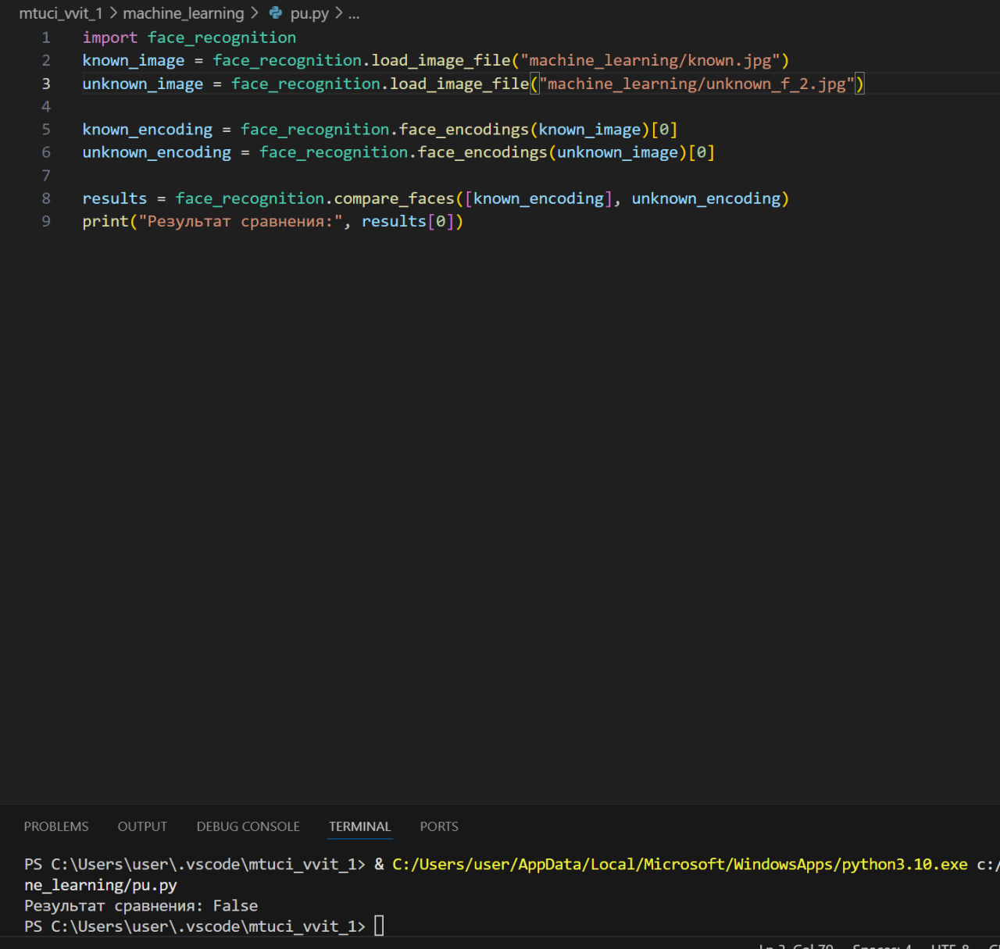 mtuci_vvit_1 > machine_learning > pu.py > ...
1 import face_recognition
2 known_image = face_recognition.load_image_file("machine_learning/known.jpg")
3 unknown_image = face_recognition.load_image_file("machine_learning/unknown_f_2.jpg")
4
5 known_encoding = face_recognition.face_encodings(known_image)[0]
6 unknown_encoding = face_recognition.face_encodings(unknown_image)[0]
7
8 results = face_recognition.compare_faces([known_encoding], unknown_encoding)
9 print("Результат сравнения:", results[0])
PROBLEMS OUTPUT DEBUG CONSOLE TERMINAL PORTS
PS C:\Users\user\.vscode\mtuci_vvit_1> & C:/Users/user/AppData/Local/Microsoft/WindowsApps/python3.10.exe c:/
ne_learning/pu.py
Результат сравнения: False
PS C:\Users\user\.vscode\mtuci_vvit_1>